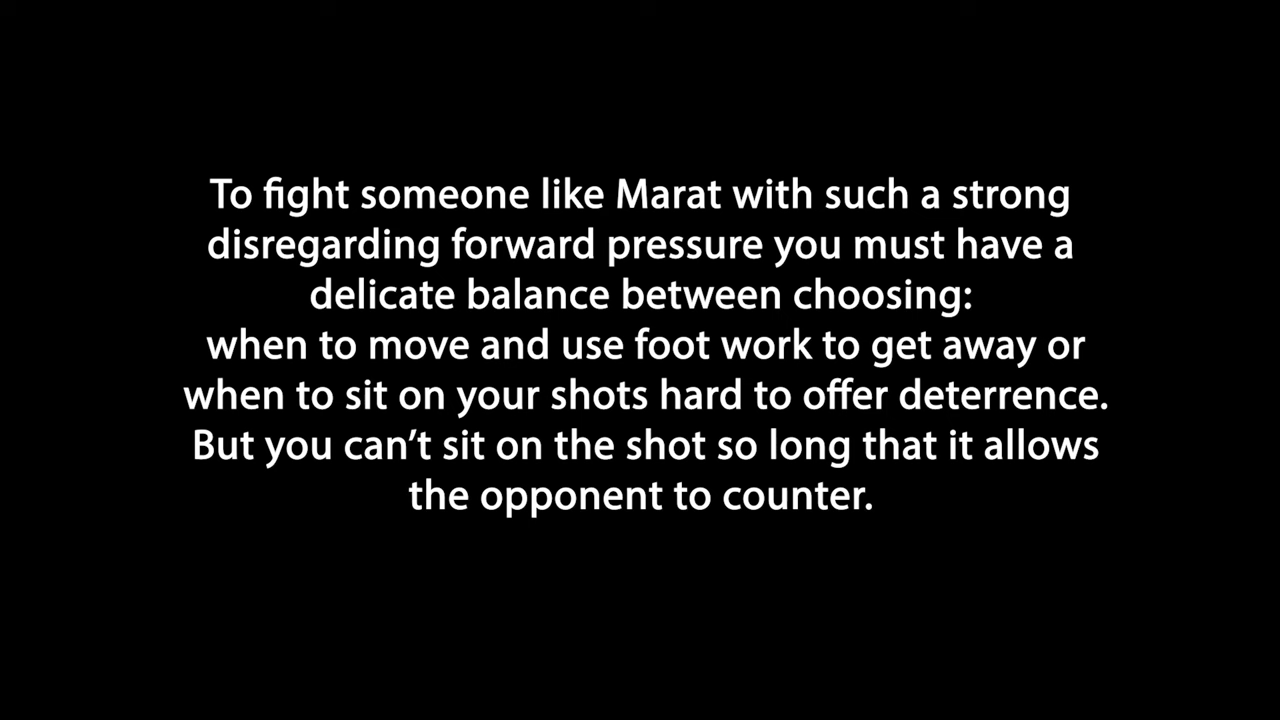 To fight someone like Marat with such a strong
disregarding forward pressure you must have a
delicate balance between choosing:
when to move and use foot work to get away or
when to sit on your shots hard to offer deterrence.
But you can’t sit on the shot so long that it allows
the opponent to counter.